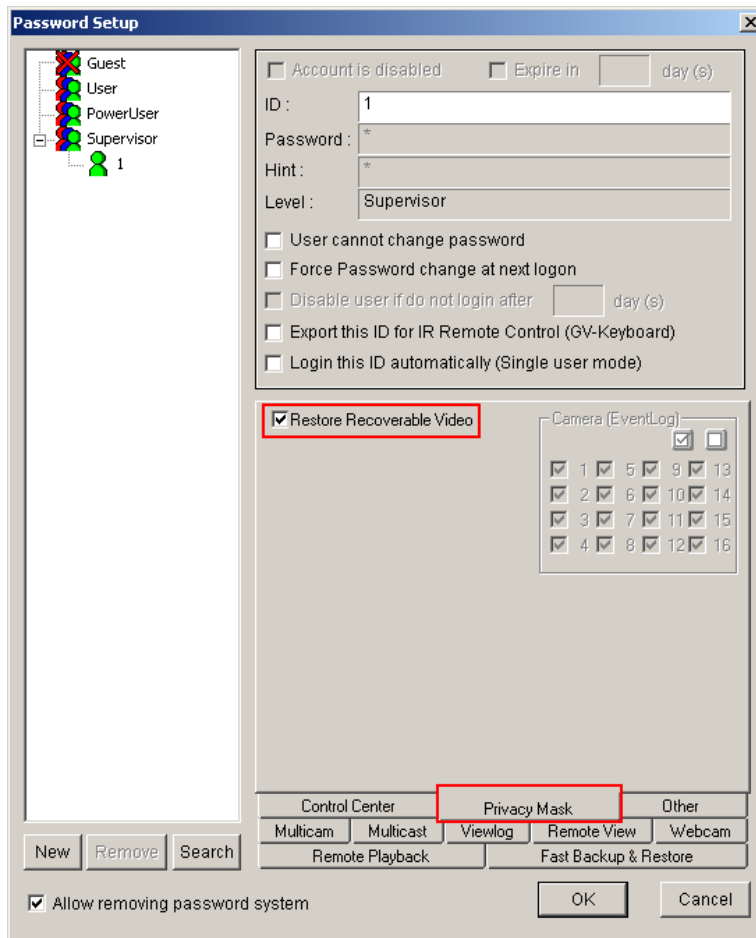 Password Setup
Guest
User
PowerUser
Supervisor
1
Account is disabled Expire in day (s)
ID : 1
Password : *
Hint : *
Level : Supervisor
User cannot change password
Force Password change at next logon
Disable user if do not login after day (s)
Export this ID for IR Remote Control (GV-Keyboard)
Login this ID automatically (Single user mode)
Restore Recoverable Video
Camera (EventLog)
1 5 9 13
2 6 10 14
3 7 11 15
4 8 12 16
Control Center Privacy Mask Other
Multicam Multicast Viewlog Remote View Webcam
Remote Playback Fast Backup & Restore
New Remove Search
Allow removing password system
OK Cancel